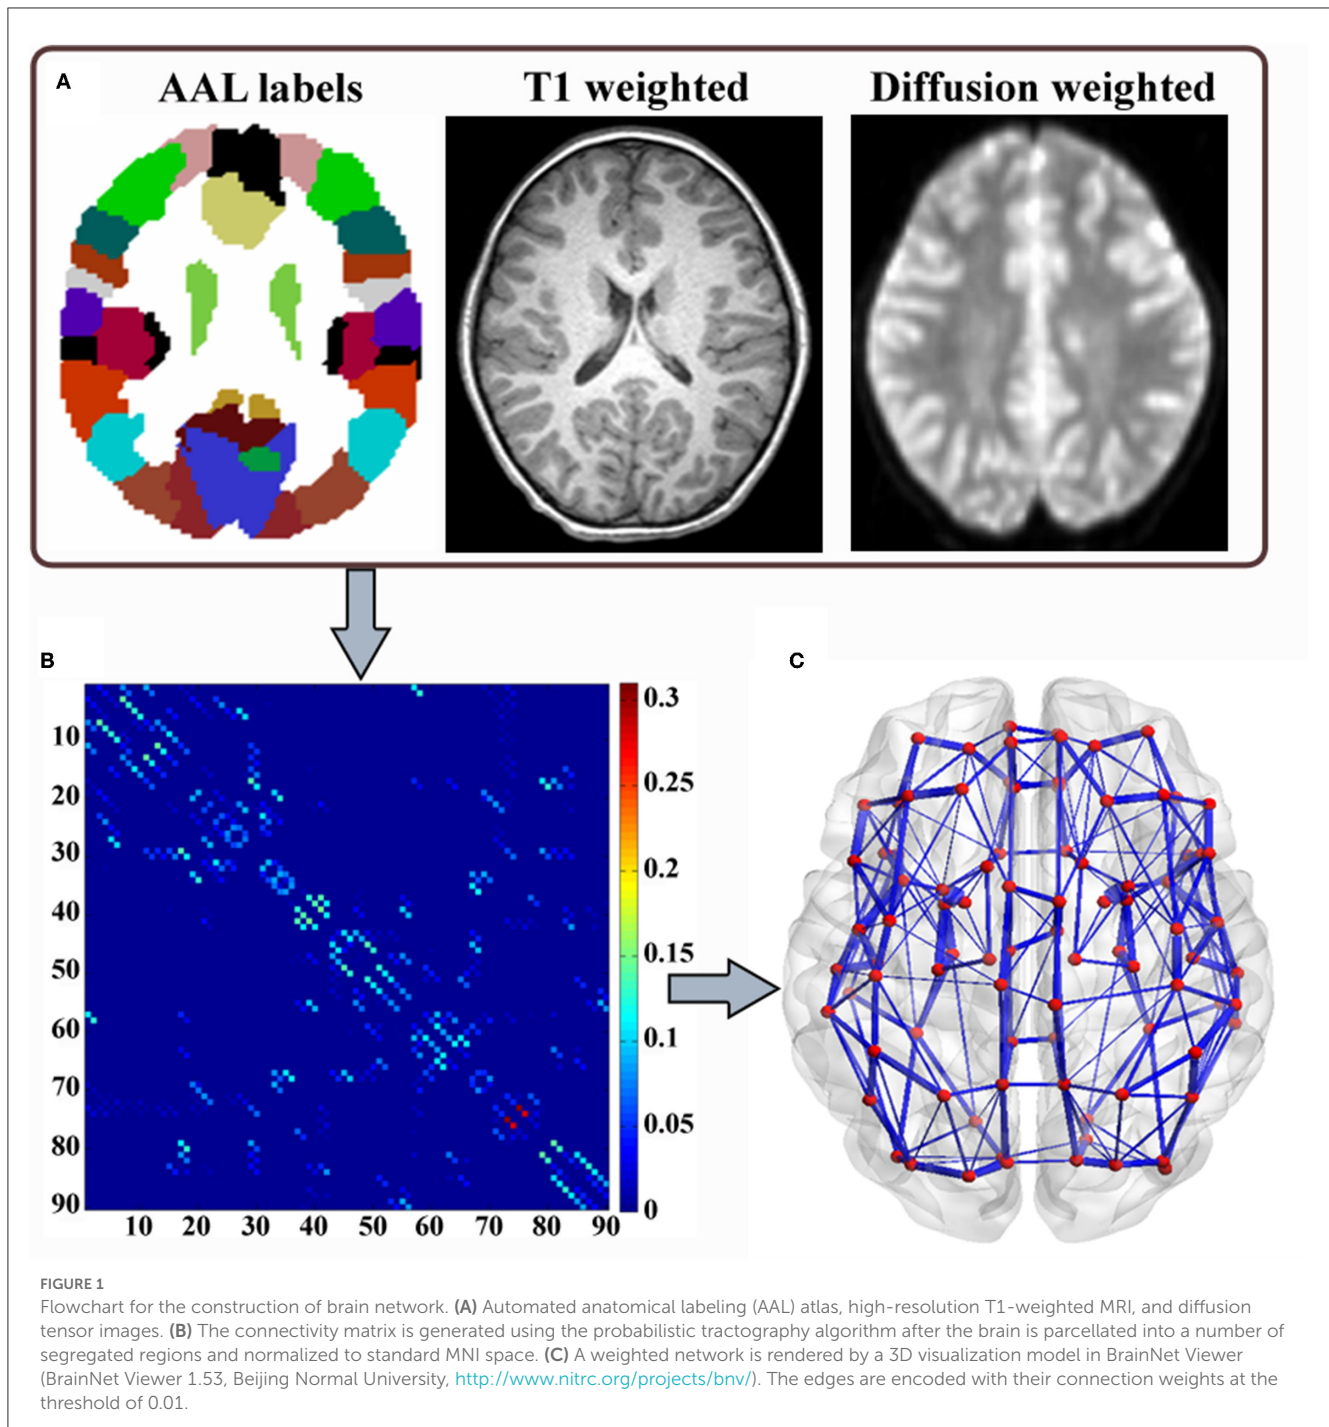 A
AAL labels
T1 weighted
Diffusion weighted
B
C
10
20
30
40
50
60
70
80
90
10 20 30 40 50 60 70 80 90
0.3
0.25
0.2
0.15
0.1
0.05
0
FIGURE 1
Flowchart for the construction of brain network. (A) Automated anatomical labeling (AAL) atlas, high-resolution T1-weighted MRI, and diffusion
tensor images. (B) The connectivity matrix is generated using the probabilistic tractography algorithm after the brain is parcellated into a number of
segregated regions and normalized to standard MNI space. (C) A weighted network is rendered by a 3D visualization model in BrainNet Viewer
(BrainNet Viewer 1.53, Beijing Normal University, http://www.nitrc.org/projects/bnv/). The edges are encoded with their connection weights at the
threshold of 0.01.